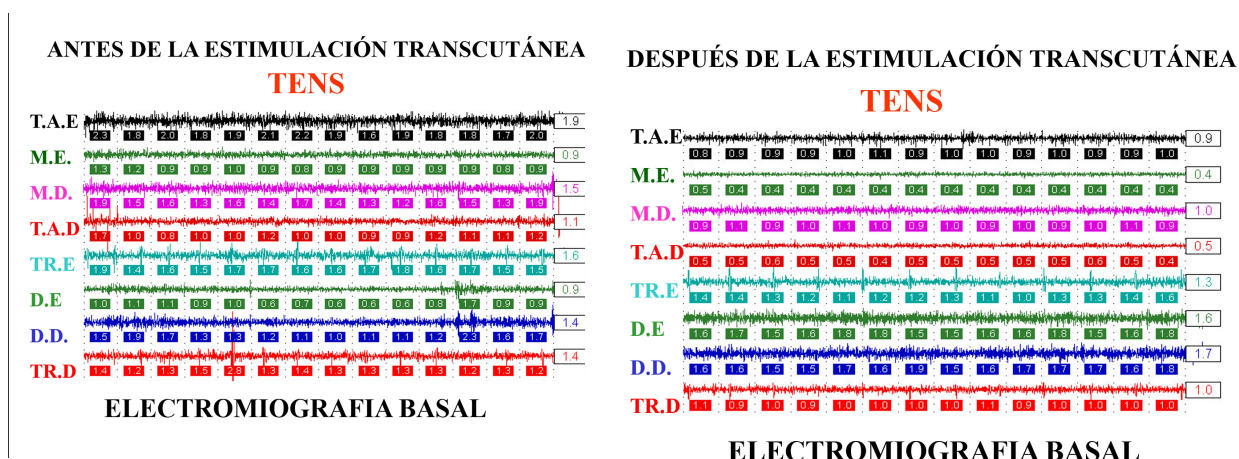 ANTES DE LA ESTIMULACIÓN TRANSCUTÁNEA
TENS
T.A.E 1.9
2.3 1.8 2.0 1.8 1.9 2.1 2.2 1.9 1.6 1.9 1.8 1.8 1.7 2.0
M.E. 0.9
1.3 1.2 0.9 0.9 0.9 0.9 0.8 0.9 0.9 0.9 0.9 0.9 0.8 0.9
M.D. 1.5
1.9 1.5 1.6 1.3 1.6 1.4 1.7 1.4 1.3 1.2 1.6 1.5 1.3 1.9
T.A.D 1.1
1.7 1.0 0.8 1.0 1.0 1.2 1.0 1.0 0.9 0.9 1.2 1.1 1.1 1.2
TR.E 1.6
1.9 1.4 1.6 1.5 1.7 1.7 1.6 1.6 1.7 1.8 1.6 1.7 1.5 1.5
D.E 0.9
1.0 1.1 1.1 0.9 1.0 0.6 0.7 0.6 0.6 0.6 0.8 1.7 0.9 0.9
D.D. 1.4
1.5 1.9 1.7 1.3 1.3 1.2 1.1 1.0 1.1 1.1 1.2 2.3 1.6 1.7
TR.D 1.4
1.4 1.2 1.3 1.5 2.8 1.3 1.2 1.3 1.3 1.3 1.2 1.3 1.3 1.2
ELECTROMIOGRAFIA BASAL
DESPUÉS DE LA ESTIMULACIÓN TRANSCUTÁNEA
TENS
T.A.E 0.9
0.8 0.9 0.9 0.9 1.0 1.1 0.9 1.0 1.0 0.9 1.0 0.9 0.9 1.0
M.E. 0.4
0.5 0.4 0.4 0.4 0.4 0.4 0.4 0.4 0.4 0.4 0.4 0.4 0.4 0.4
M.D. 1.0
0.9 1.1 0.9 1.0 1.1 1.0 0.9 1.0 1.0 0.9 1.0 0.9 1.1 0.9
T.A.D 0.5
0.5 0.5 0.6 0.5 0.4 0.5 0.5 0.5 0.6 0.5 0.6 0.5 0.4
TR.E 1.3
1.4 1.4 1.2 1.1 1.2 1.2 1.3 1.1 1.0 1.3 1.3 1.4 1.6
D.E 1.6
1.6 1.7 1.5 1.6 1.8 1.8 1.5 1.5 1.6 1.6 1.8 1.5 1.6 1.8
D.D. 1.7
1.6 1.6 1.5 1.5 1.7 1.6 1.9 1.5 1.6 1.7 1.7 1.7 1.6 1.8
TR.D 1.0
1.1 0.9 1.0 0.9 1.0 1.0 1.0 1.0 1.1 0.9 1.0 1.0 1.0 1.0
ELECTROMIOGRAFIA BASAL